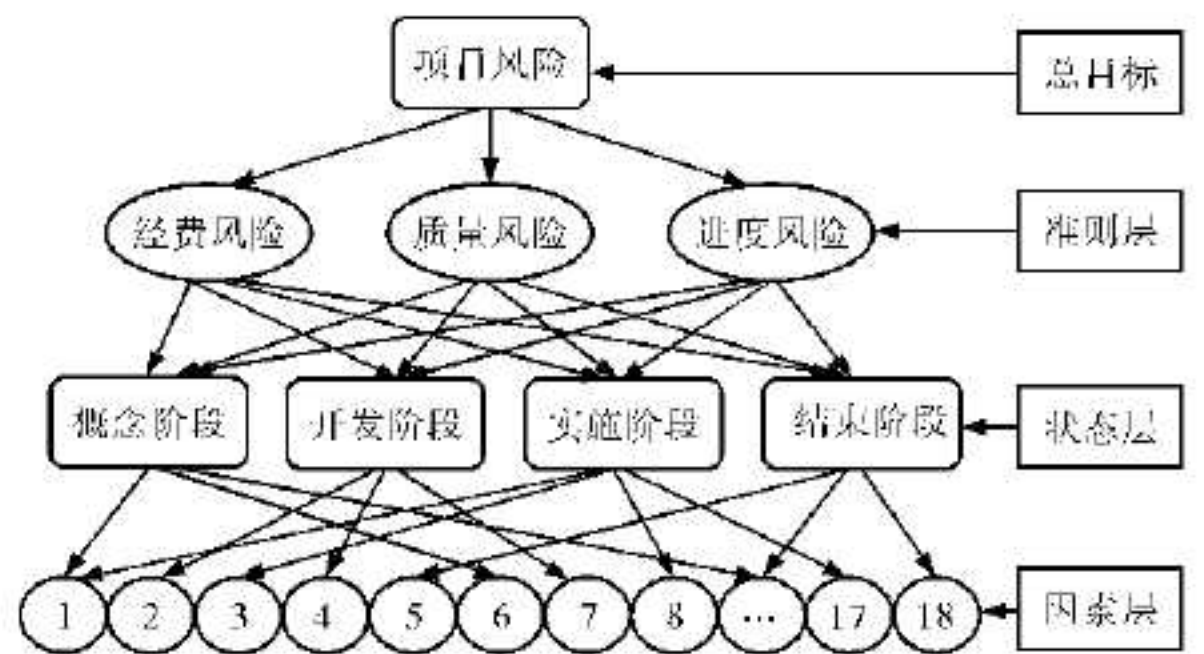 项目风险
总目标
经费风险
质量风险
进度风险
准则层
概念阶段
开发阶段
实施阶段
结束阶段
状态层
1
2
3
4
5
6
7
8
…
17
18
因素层